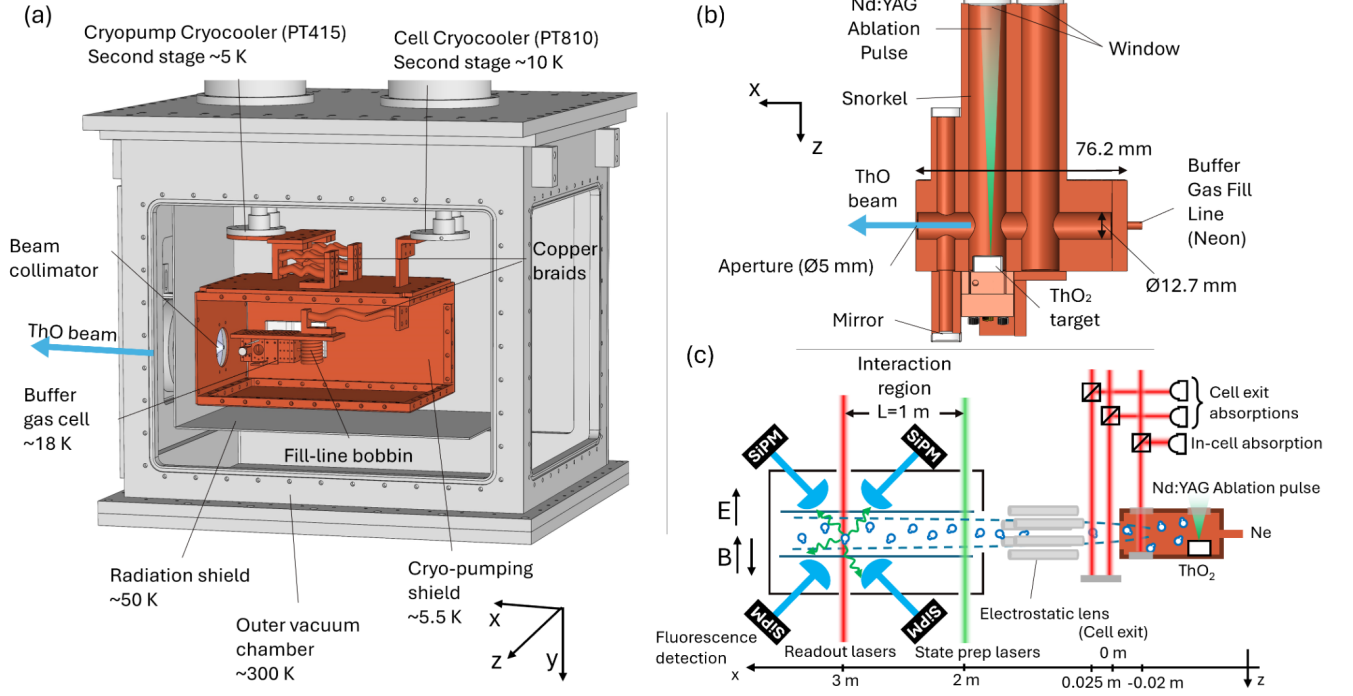 (a)
Cryopump Cryocooler (PT415)
Second stage ~5 K
Cell Cryocooler (PT810)
Second stage ~10 K
Beam
collimator
Copper
braids
ThO beam
Buffer
gas cell
~18 K
Fill-line bobbin
Radiation shield
~50 K
Cryo-pumping
shield
~5.5 K
Outer vacuum
chamber
~300 K
x
z
y
(b)
Nd:YAG
Ablation
Pulse
Window
Snorkel
x
z
76.2 mm
ThO
beam
Buffer
Gas Fill
Line
(Neon)
Aperture (Ø5 mm)
Ø12.7 mm
ThO₂
target
Mirror
(c)
Interaction
region
L=1 m
Cell exit
absorptions
In-cell absorption
SiPM
SiPM
Nd:YAG Ablation pulse
E
B
Ne
ThO₂
SiPM
SiPM
Electrostatic lens
(Cell exit)
Fluorescence
detection
Readout lasers
State prep lasers
0 m
x
3 m
2 m
0.025 m
-0.02 m
z